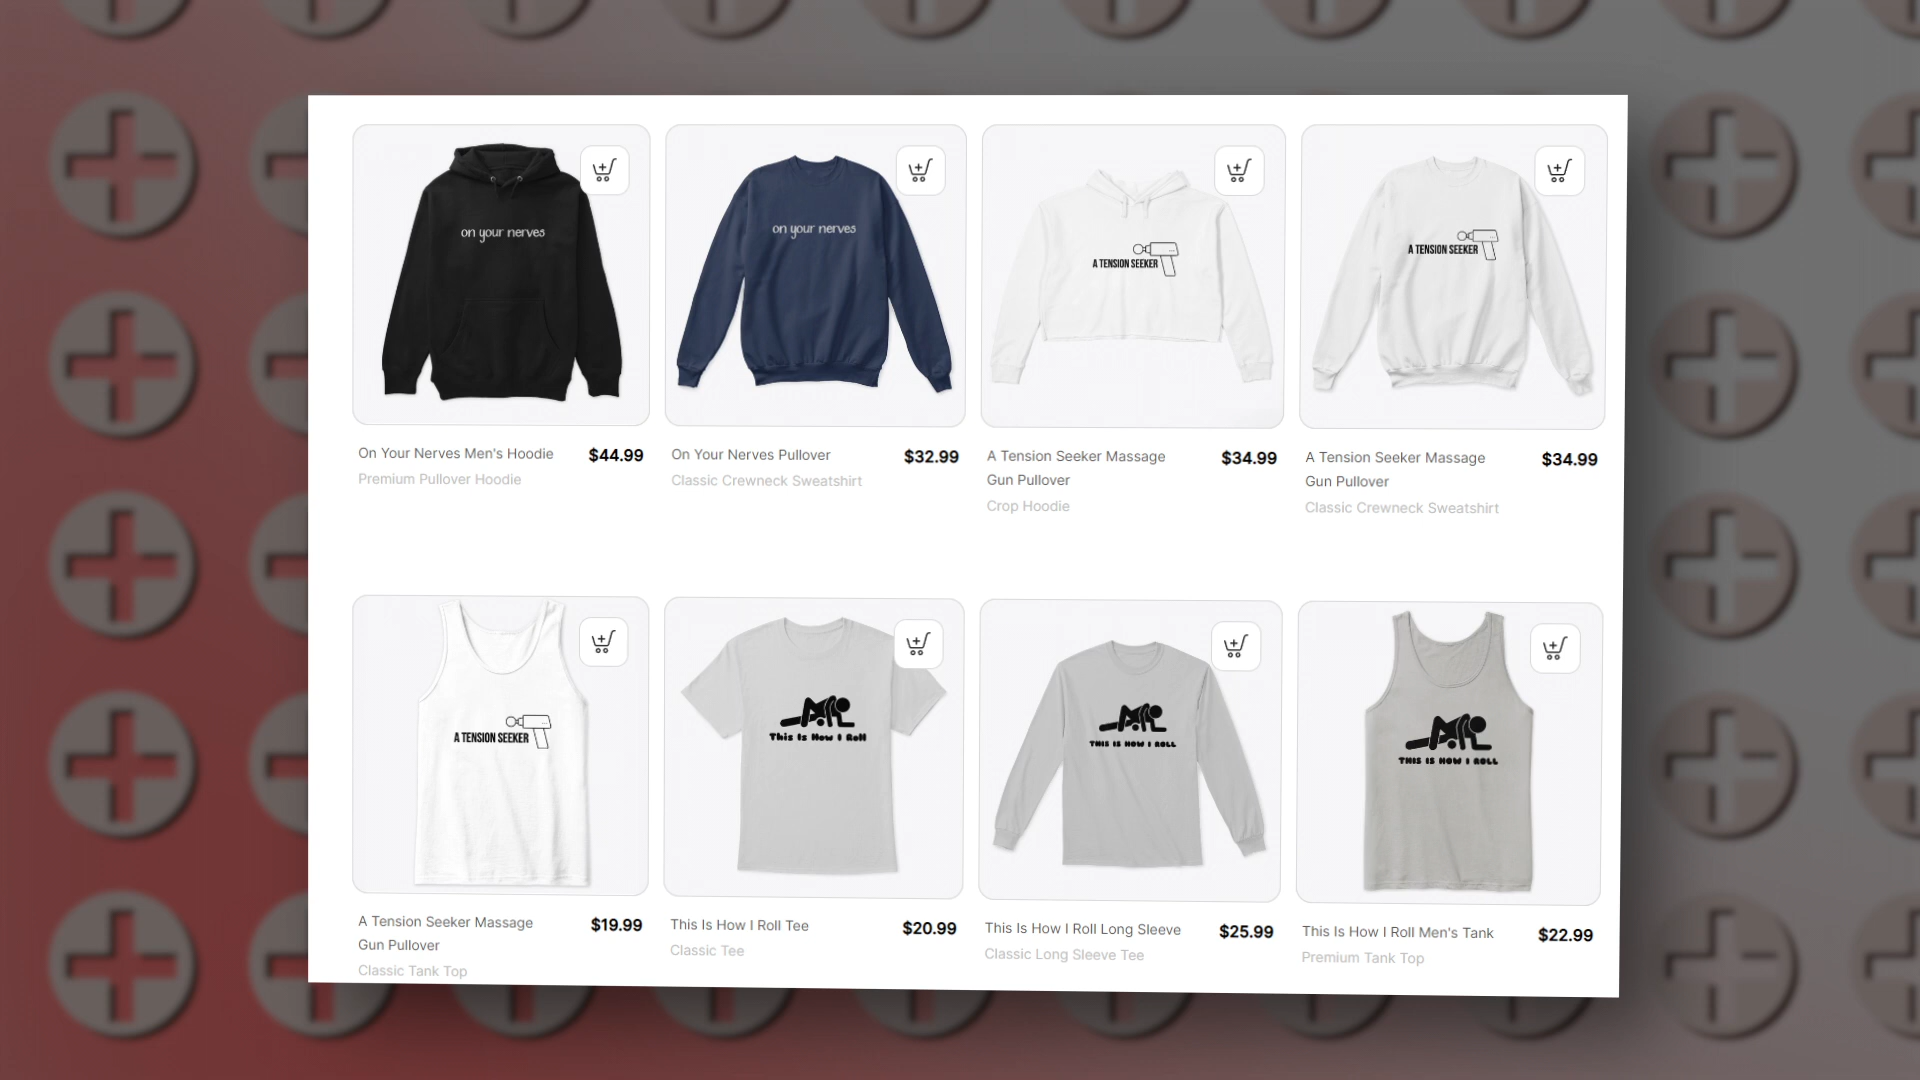 on your nerves
on your nerves
A TENSION SEEKER
A TENSION SEEKER
On Your Nerves Men's Hoodie
$44.99
Premium Pullover Hoodie
On Your Nerves Pullover
$32.99
Classic Crewneck Sweatshirt
A Tension Seeker Massage
Gun Pullover
$34.99
Crop Hoodie
A Tension Seeker Massage
Gun Pullover
$34.99
Classic Crewneck Sweatshirt
A TENSION SEEKER
This Is How I Roll
THIS IS HOW I ROLL
THIS IS HOW I ROLL
A Tension Seeker Massage
Gun Pullover
$19.99
Classic Tank Top
This Is How I Roll Tee
$20.99
Classic Tee
This Is How I Roll Long Sleeve
$25.99
Classic Long Sleeve Tee
This Is How I Roll Men's Tank
$22.99
Premium Tank Top